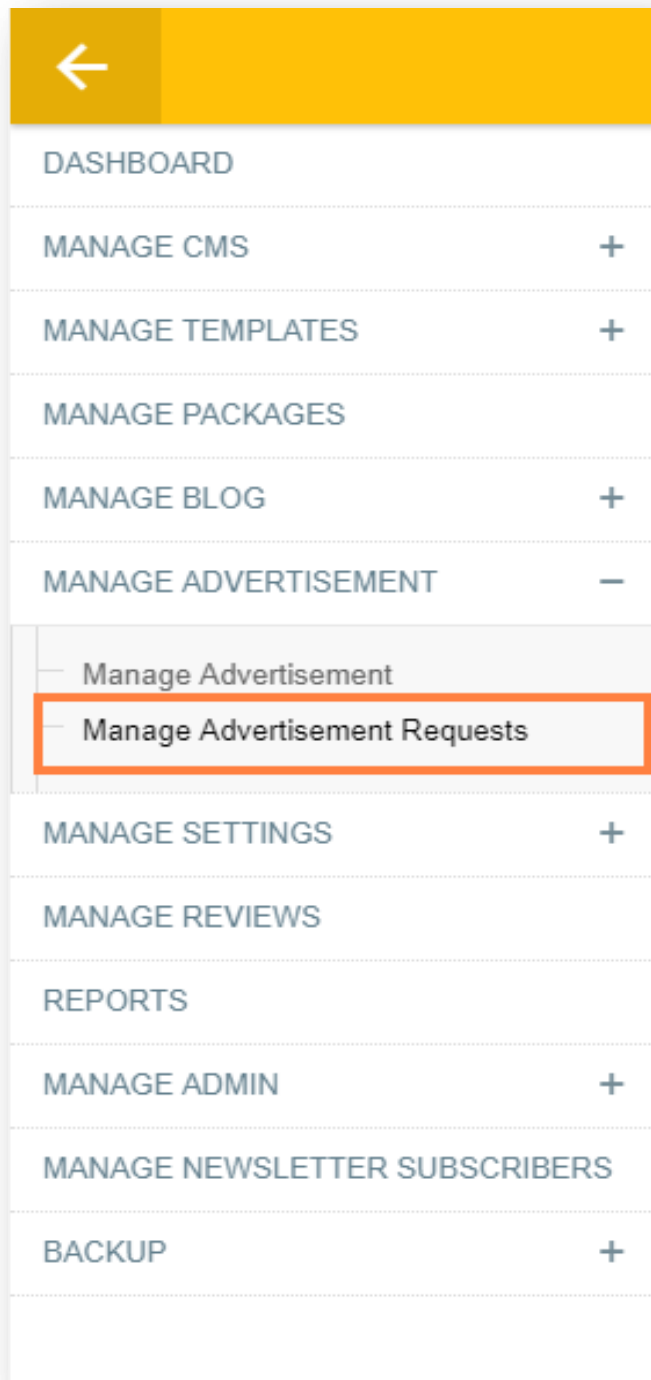 DASHBOARD
MANAGE CMS +
MANAGE TEMPLATES +
MANAGE PACKAGES
MANAGE BLOG +
MANAGE ADVERTISEMENT −
Manage Advertisement
Manage Advertisement Requests
MANAGE SETTINGS +
MANAGE REVIEWS
REPORTS
MANAGE ADMIN +
MANAGE NEWSLETTER SUBSCRIBERS
BACKUP +